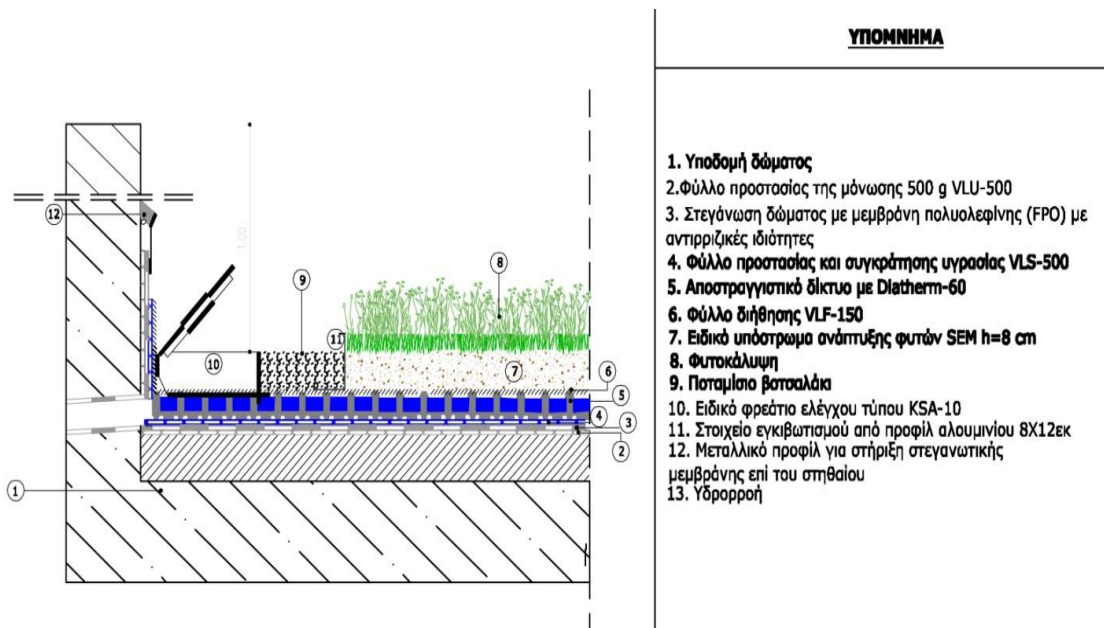 ΥΠΟΜΝΗΜΑ
1. Υποδομή δώματος
2.Φύλλο προστασίας της μόνωσης 500 g VLU-500
3. Στεγάνωση δώματος με μεμβράνη πολυολεφίνης (FPO) με
αντιρριζικές ιδιότητες
4. Φύλλο προστασίας και συγκράτησης υγρασίας VLS-500
5. Αποστραγγιστικό δίκτυο με Diatherm-60
6. Φύλλο διήθησης VLF-150
7. Ειδικό υπόστρωμα ανάπτυξης φυτών SEM h=8 cm
8. Φυτοκάλυψη
9. Ποταμίσιο βοτσαλάκι
10. Ειδικό φρεάτιο ελέγχου τύπου KSA-10
11. Στοιχείο εγκιβωτισμού από προφίλ αλουμινίου 8X12εκ
12. Μεταλλικό προφίλ για στήριξη στεγανωτικής
μεμβράνης επί του στηθαίου
13. Υδρορροή
12
1.00
8
9
11
10
7
6
5
4
3
2
1